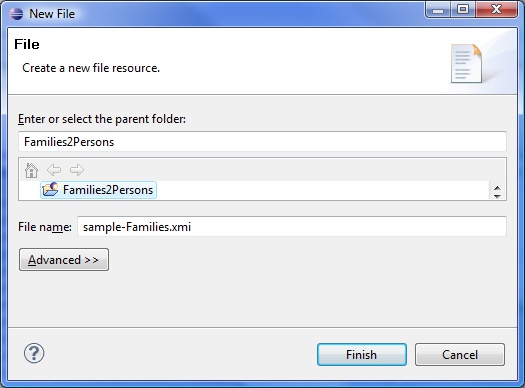 New File
File
Create a new file resource.
Enter or select the parent folder:
Families2Persons
Families2Persons
File name: sample-Families.xmi
Advanced >>
? Finish Cancel